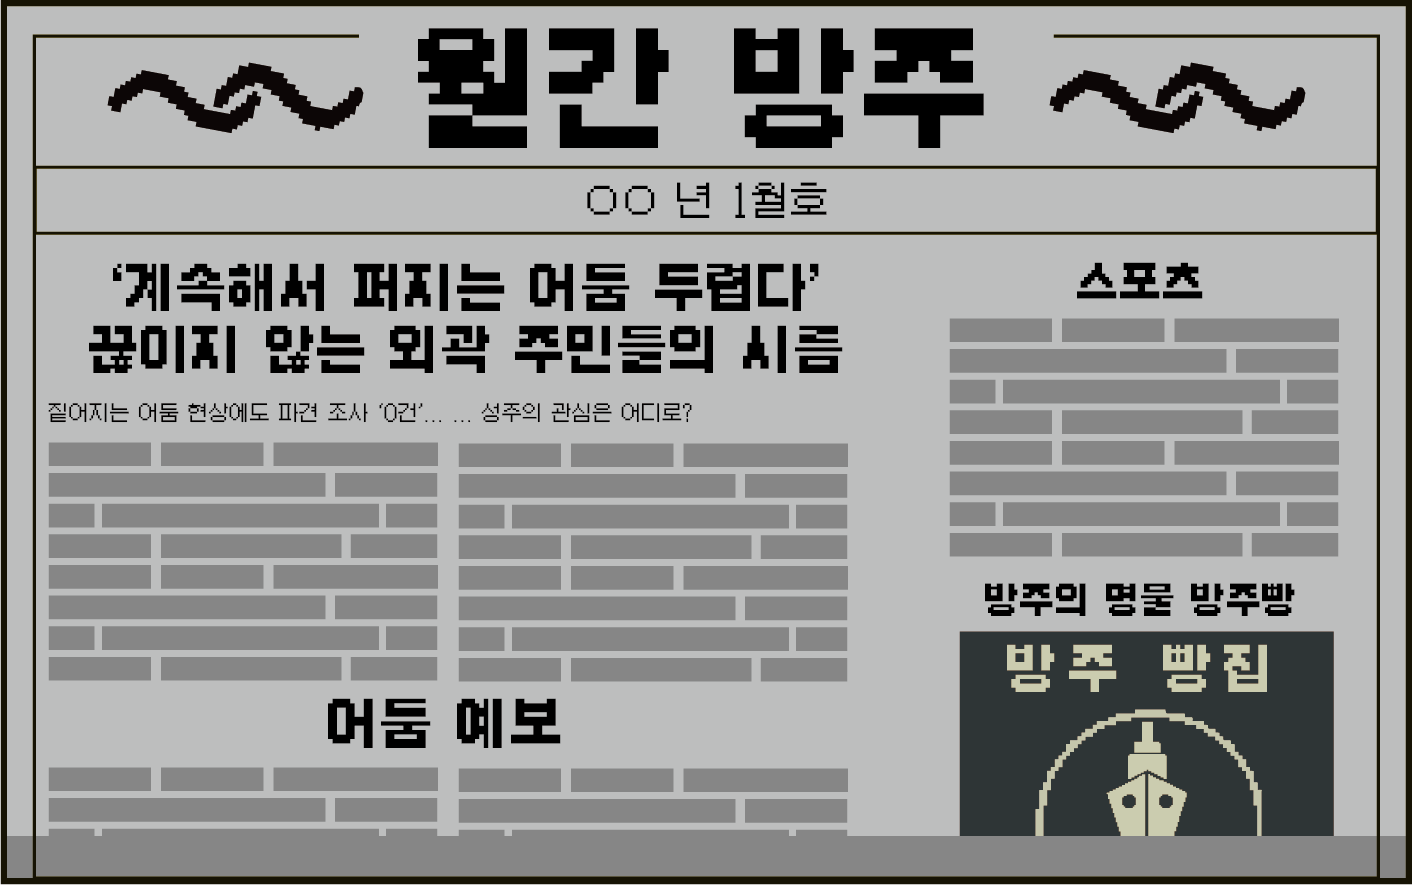 월간 방주
○○ 년 1월호
‘계속해서 퍼지는 어둠 두렵다’
끊이지 않는 외곽 주민들의 시름
짙어지는 어둠 현상에도 파견 조사 ‘0건’... ... 성주의 관심은 어디로?
어둠 예보
스포츠
방주의 명물 방주빵
방주 빵집